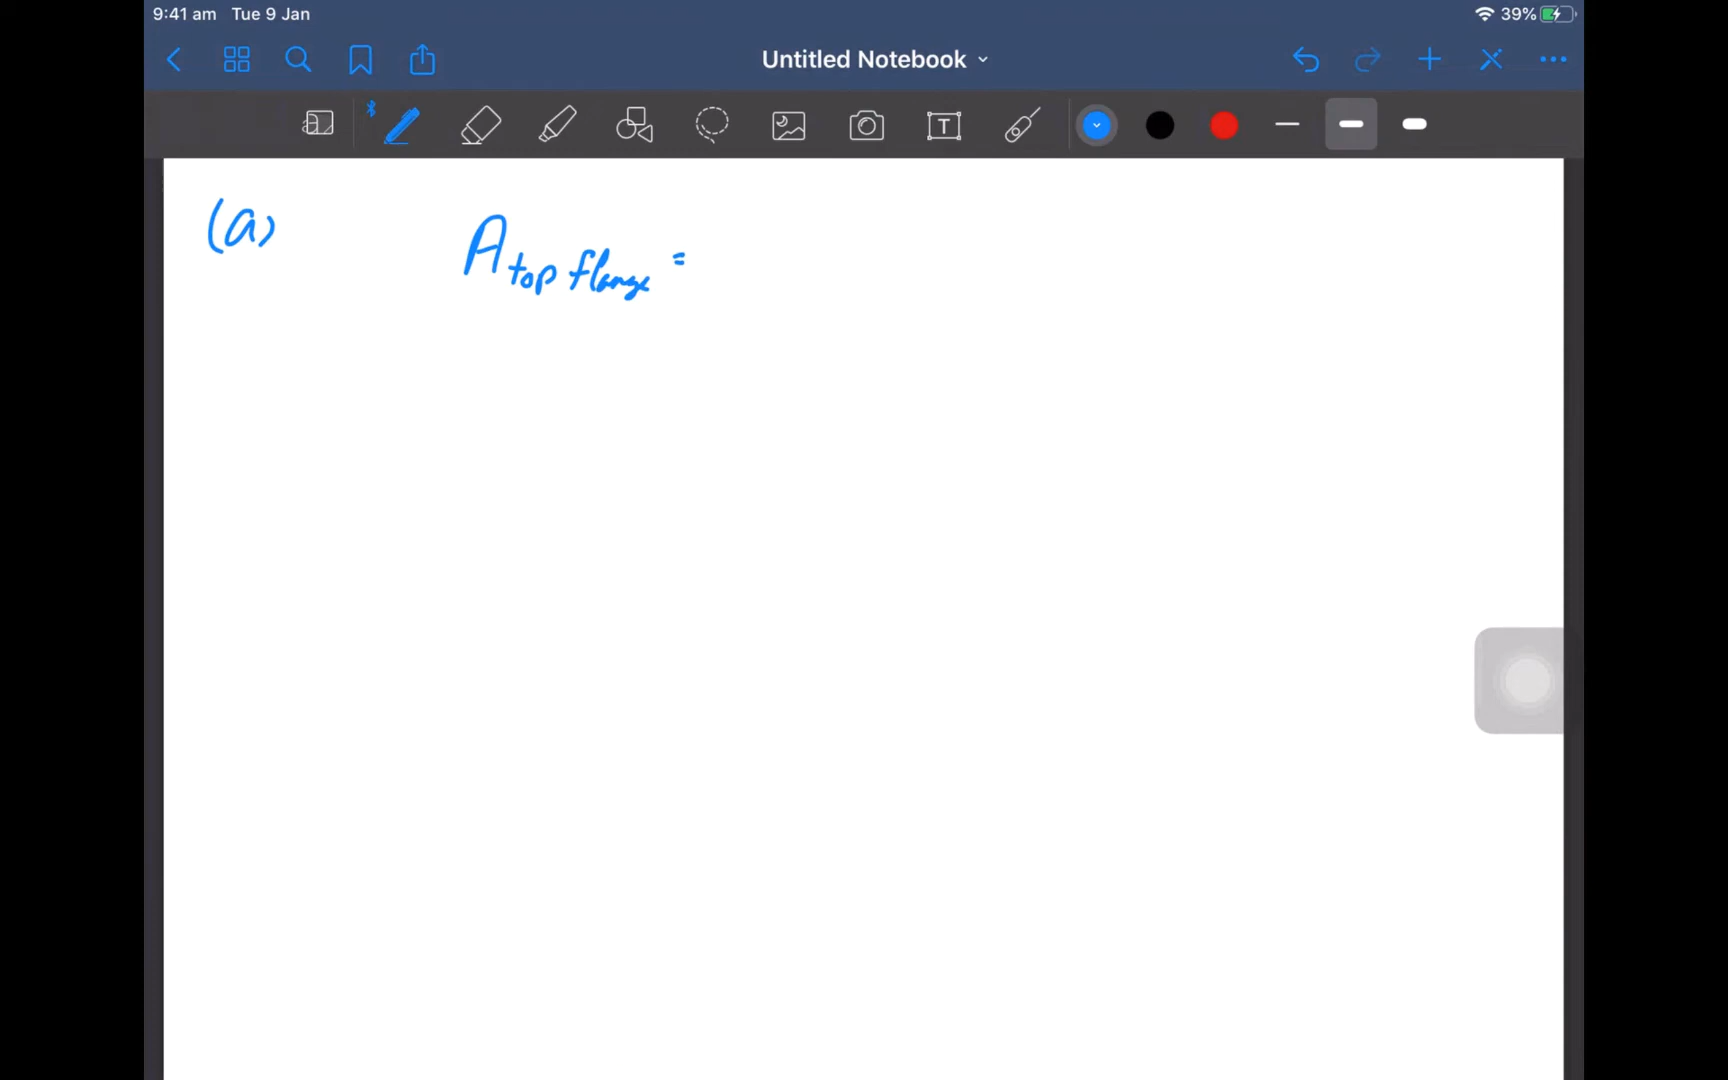 9:41 am Tue 9 Jan 39%
Untitled Notebook
(a) A top flange =